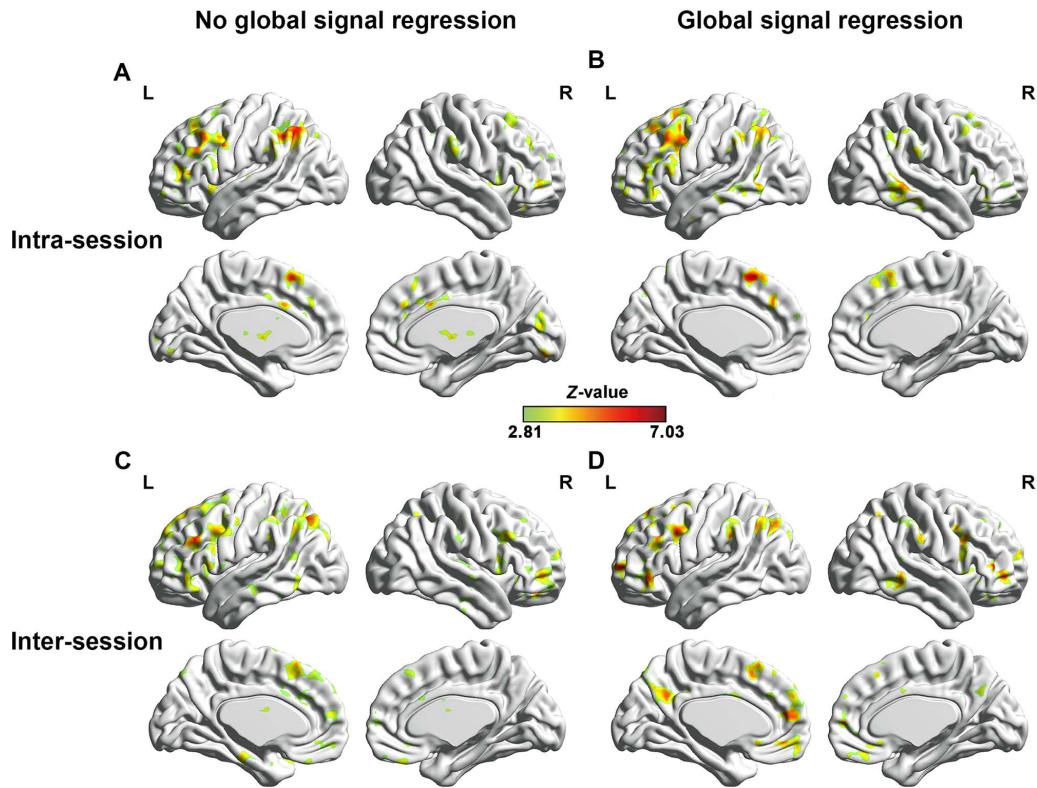 No global signal regression
Global signal regression
A
B
L
R
L
R
Intra-session
Z-value
2.81
7.03
C
D
L
R
L
R
Inter-session